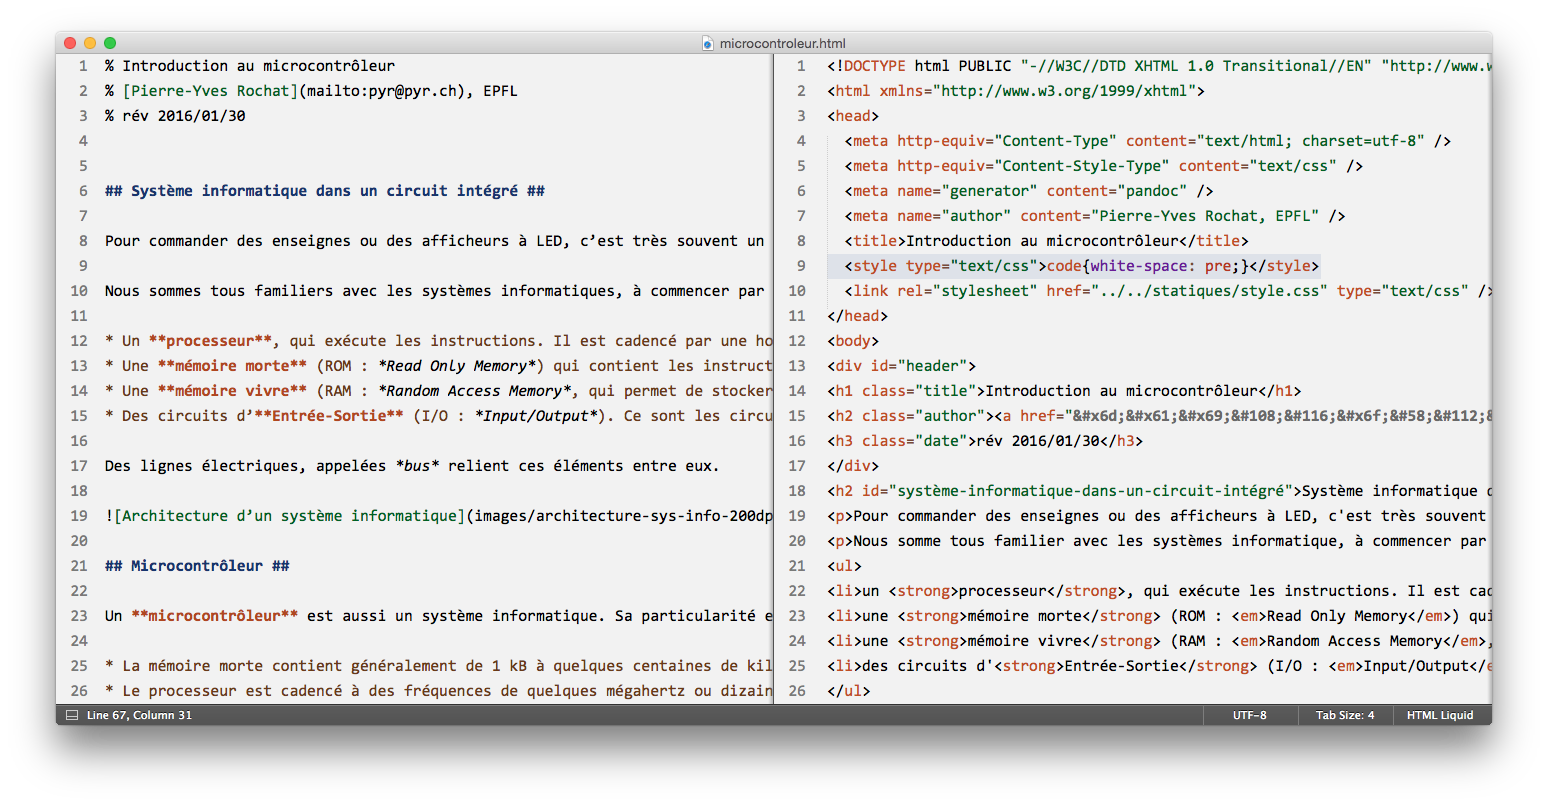 microcontroleur.html
1 % Introduction au microcontrôleur
2 % [Pierre-Yves Rochat](mailto:pyr@pyr.ch), EPFL
3 % rév 2016/01/30
4
5
6 ## Système informatique dans un circuit intégré ##
7
8 Pour commander des enseignes ou des afficheurs à LED, c’est très souvent un
9
10 Nous sommes tous familiers avec les systèmes informatiques, à commencer par
11
12 * Un **processeur**, qui exécute les instructions. Il est cadencé par une ho
13 * Une **mémoire morte** (ROM : *Read Only Memory*) qui contient les instruct
14 * Une **mémoire vivre** (RAM : *Random Access Memory*, qui permet de stocker
15 * Des circuits d’**Entrée-Sortie** (I/O : *Input/Output*). Ce sont les circu
16
17 Des lignes électriques, appelées *bus* relient ces éléments entre eux.
18
19 ![Architecture d’un système informatique](images/architecture-sys-info-200dp
20
21 ## Microcontrôleur ##
22
23 Un **microcontrôleur** est aussi un système informatique. Sa particularité e
24
25 * La mémoire morte contient généralement de 1 kB à quelques centaines de kil
26 * Le processeur est cadencé à des fréquences de quelques mégahertz ou dizain
1 <!DOCTYPE html PUBLIC "-//W3C//DTD XHTML 1.0 Transitional//EN" "http://www.w
2 <html xmlns="http://www.w3.org/1999/xhtml">
3 <head>
4 <meta http-equiv="Content-Type" content="text/html; charset=utf-8" />
5 <meta http-equiv="Content-Style-Type" content="text/css" />
6 <meta name="generator" content="pandoc" />
7 <meta name="author" content="Pierre-Yves Rochat, EPFL" />
8 <title>Introduction au microcontrôleur</title>
9 <style type="text/css">code{white-space: pre;}</style>
10 <link rel="stylesheet" href="../../statiques/style.css" type="text/css" />
11 </head>
12 <body>
13 <div id="header">
14 <h1 class="title">Introduction au microcontrôleur</h1>
15 <h2 class="author"><a href="&#x6d;&#x61;&#x69;&#108;&#116;&#x6f;&#58;&#112;&
16 <h3 class="date">rév 2016/01/30</h3>
17 </div>
18 <h2 id="système-informatique-dans-un-circuit-intégré">Système informatique d
19 <p>Pour commander des enseignes ou des afficheurs à LED, c'est très souvent
20 <p>Nous somme tous familier avec les systèmes informatique, à commencer par
21 <ul>
22 <li>un <strong>processeur</strong>, qui exécute les instructions. Il est cad
23 <li>une <strong>mémoire morte</strong> (ROM : <em>Read Only Memory</em>) qui
24 <li>une <strong>mémoire vivre</strong> (RAM : <em>Random Access Memory</em>,
25 <li>des circuits d'<strong>Entrée-Sortie</strong> (I/O : <em>Input/Output</e
26 </ul>
Line 67, Column 31 UTF-8 Tab Size: 4 HTML Liquid